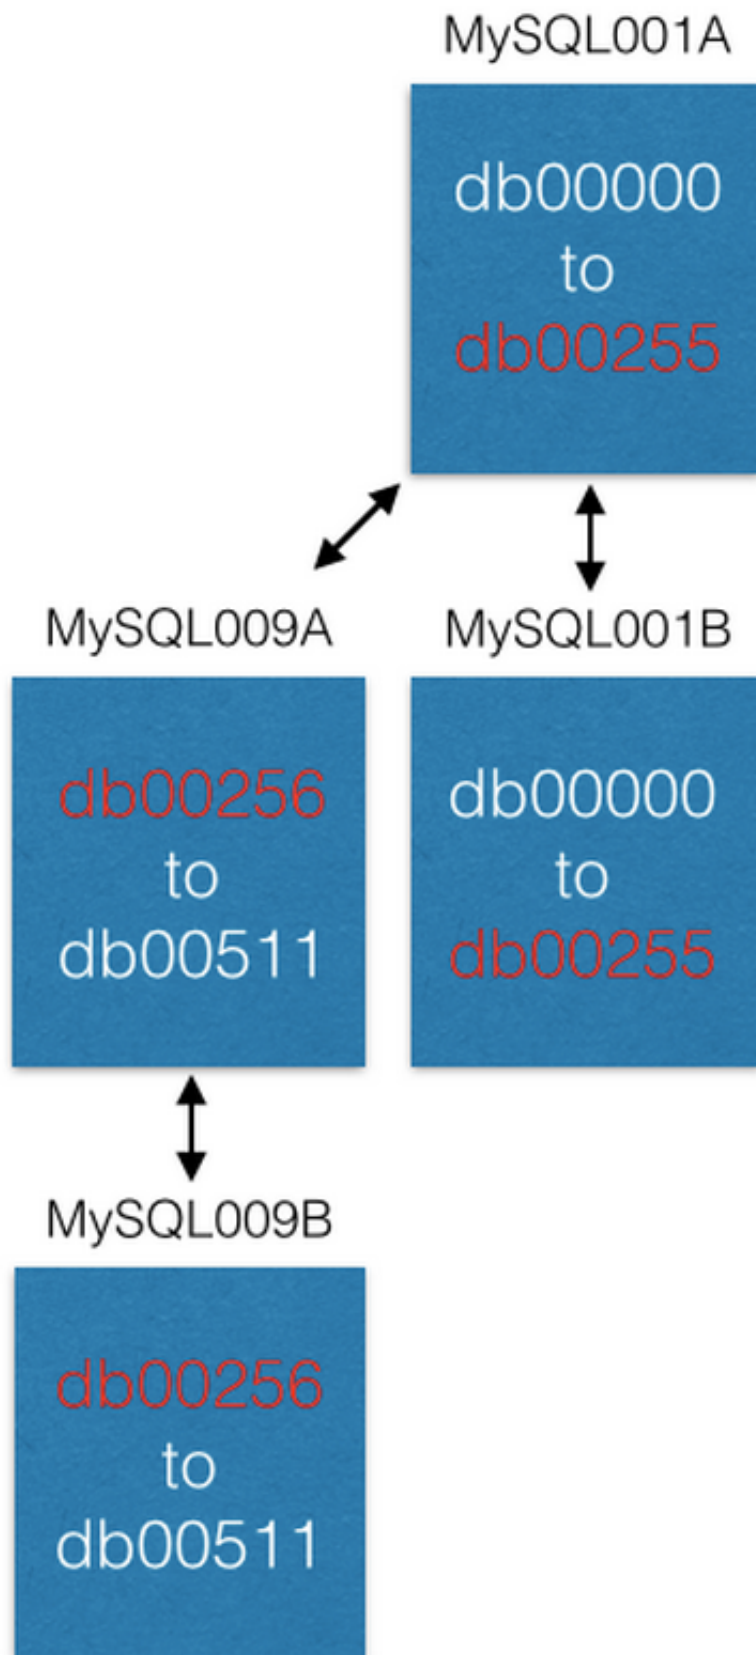 MySQL001A
db00000
to
db00255
MySQL009A
db00256
to
db00511
MySQL001B
db00000
to
db00255
MySQL009B
db00256
to
db00511